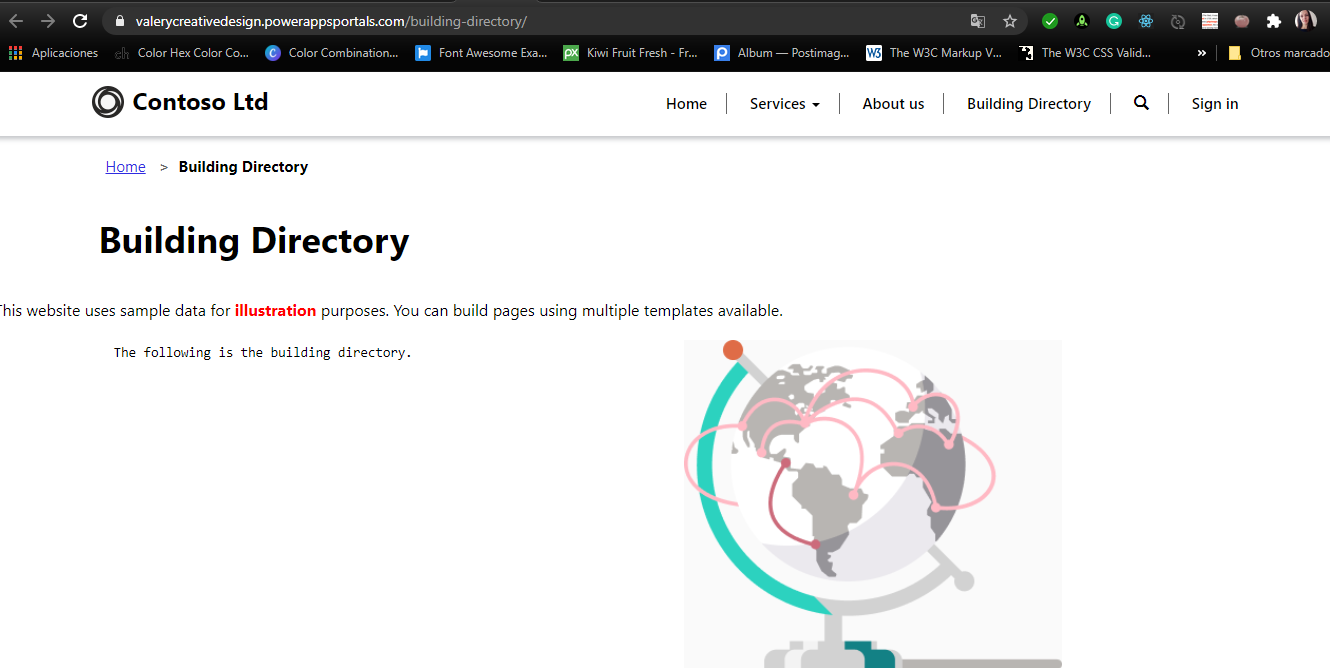 valerycreativedesign.powerappsportals.com/building-directory/
Aplicaciones
Color Hex Color Co...
Color Combination...
Font Awesome Exa...
Kiwi Fruit Fresh - Fr...
Album — Postimag...
The W3C Markup V...
The W3C CSS Valid...
»
Otros marcado
Contoso Ltd
Home
Services
About us
Building Directory
Sign in
Home > Building Directory
Building Directory
This website uses sample data for illustration purposes. You can build pages using multiple templates available.
The following is the building directory.